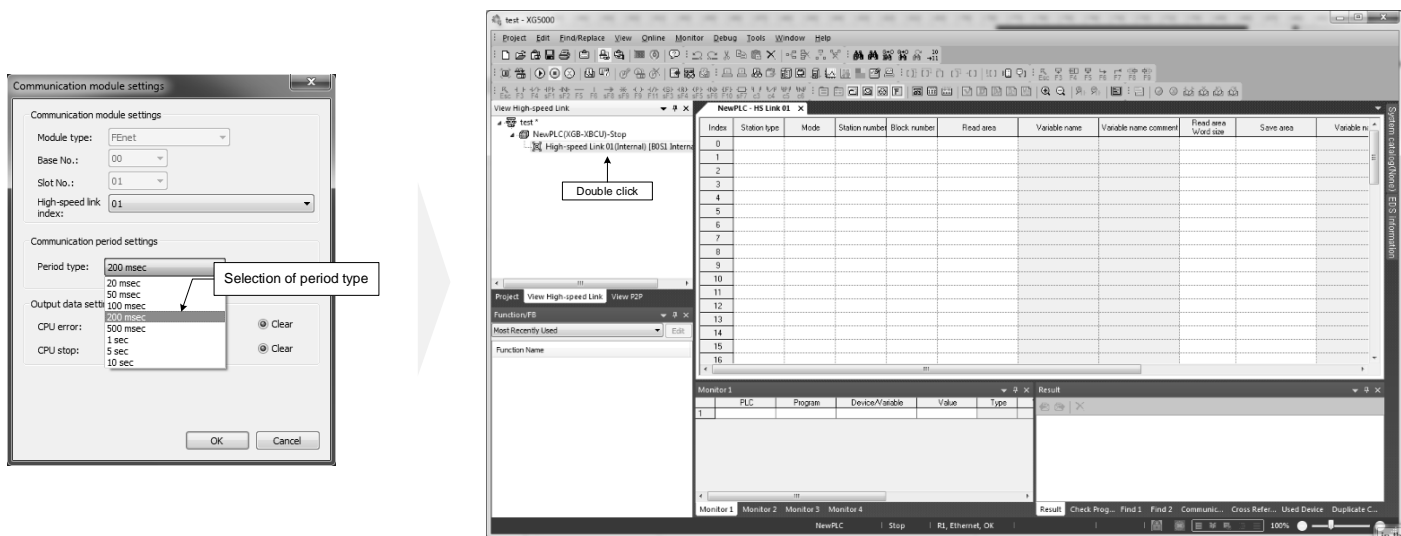 Communication module settings
Communication module settings
Module type:
FEnet
Base No.:
00
Slot No.:
01
High-speed link
index:
01
Communication period settings
Period type:
200 msec
20 msec
50 msec
100 msec
200 msec
500 msec
1 sec
5 sec
10 sec
Selection of period type
Output data setti
CPU error:
Clear
CPU stop:
Clear
OK
Cancel
test - XG5000
Project Edit Find/Replace View Online Monitor Debug Tools Window Help
View High-speed Link
test *
NewPLC(XGB-XBCU)-Stop
High-speed Link 01(Internal) [B0S1 Interna
Double click
Project View High-speed Link View P2P
Function/FB
Most Recently Used
Edit
Function Name
NewPLC - HS Link 01
Index Station type Mode Station number Block number Read area Variable name Variable name comment Read area Word size Save area Variable n
0
1
2
3
4
5
6
7
8
9
10
11
12
13
14
15
16
System catalog(None)
EDS information
Monitor 1
PLC Program Device/Variable Value Type
1
Monitor 1 Monitor 2 Monitor 3 Monitor 4
Result
Result Check Prog... Find 1 Find 2 Communic... Cross Refer... Used Device Duplicate C...
NewPLC Stop R1, Ethernet, OK
100%